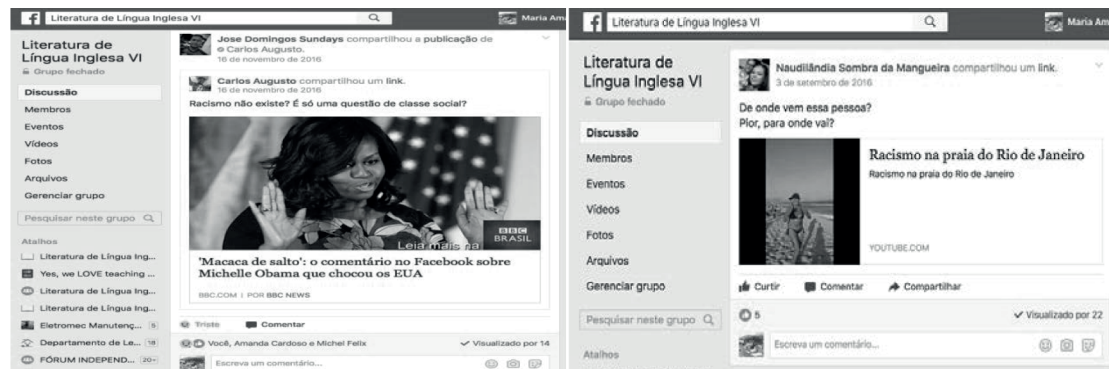 Literatura de Língua Inglesa VI
Maria Am
Literatura de
Língua Inglesa VI
Grupo fechado
Discussão
Membros
Eventos
Vídeos
Fotos
Arquivos
Gerenciar grupo
Pesquisar neste grupo
Atalhos
Literatura de Língua Ing...
Yes, we LOVE teaching ...
Literatura de Língua Ing...
Literatura de Língua Ing...
Eletromec Manutenç... 5
Departamento de Le... 18
FÓRUM INDEPEND... 20+
Jose Domingos Sundays compartilhou a publicação de
Carlos Augusto.
16 de novembro de 2016
Carlos Augusto compartilhou um link.
16 de novembro de 2016
Racismo não existe? É só uma questão de classe social?
Leia mais na
BBC
BRASIL
'Macaca de salto': o comentário no Facebook sobre
Michelle Obama que chocou os EUA
BBC.COM | POR BBC NEWS
Triste Comentar
Você, Amanda Cardoso e Michel Felix
Visualizado por 14
Escreva um comentário...
Literatura de Língua Inglesa VI
Maria Am
Literatura de
Língua Inglesa VI
Grupo fechado
Discussão
Membros
Eventos
Vídeos
Fotos
Arquivos
Gerenciar grupo
Pesquisar neste grupo
Atalhos
Naudilândia Sombra da Mangueira compartilhou um link.
3 de setembro de 2016
De onde vem essa pessoa?
Pior, para onde vai?
Racismo na praia do Rio de Janeiro
Racismo na praia do Rio de Janeiro
YOUTUBE.COM
Curtir Comentar Compartilhar
5
Visualizado por 22
Escreva um comentário...